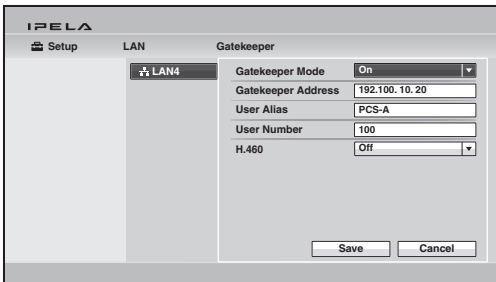 IPELA
Setup LAN Gatekeeper
LAN4
Gatekeeper Mode On
Gatekeeper Address 192.100. 10. 20
User Alias PCS-A
User Number 100
H.460 Off
Save Cancel